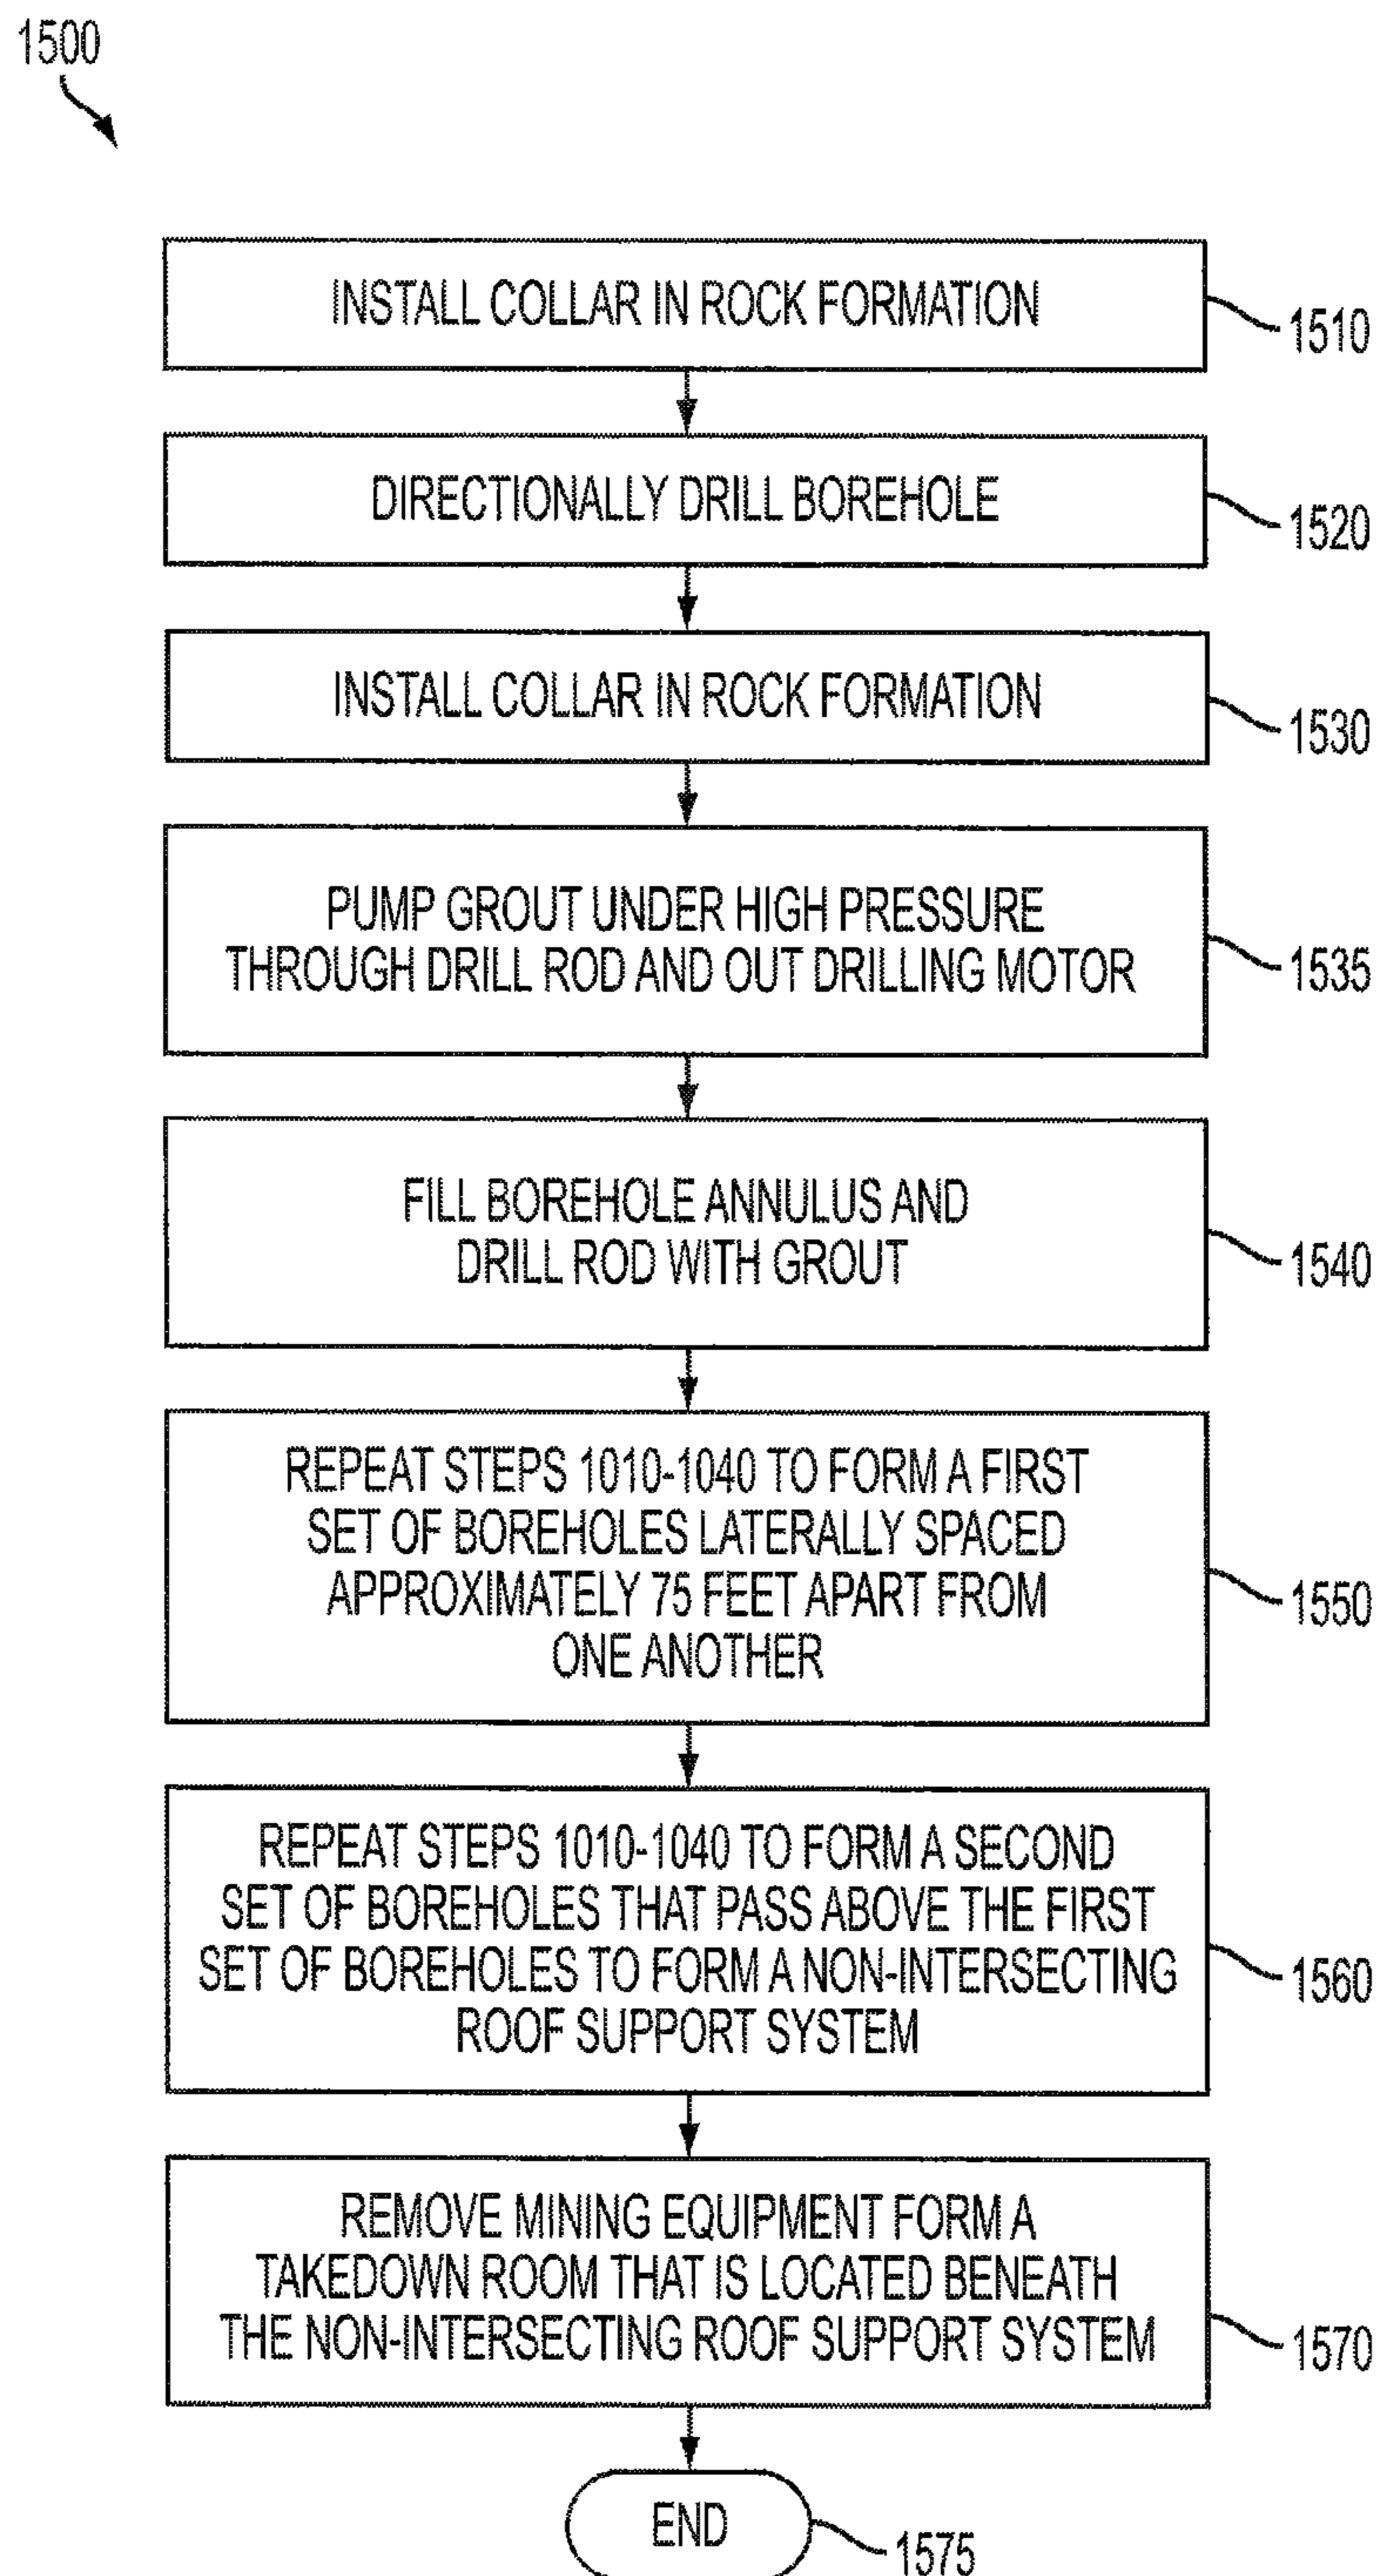 1500
INSTALL COLLAR IN ROCK FORMATION
1510
DIRECTIONALLY DRILL BOREHOLE
1520
INSTALL COLLAR IN ROCK FORMATION
1530
PUMP GROUT UNDER HIGH PRESSURE
THROUGH DRILL ROD AND OUT DRILLING MOTOR
1535
FILL BOREHOLE ANNULUS AND
DRILL ROD WITH GROUT
1540
REPEAT STEPS 1010-1040 TO FORM A FIRST
SET OF BOREHOLES LATERALLY SPACED
APPROXIMATELY 75 FEET APART FROM
ONE ANOTHER
1550
REPEAT STEPS 1010-1040 TO FORM A SECOND
SET OF BOREHOLES THAT PASS ABOVE THE FIRST
SET OF BOREHOLES TO FORM A NON-INTERSECTING
ROOF SUPPORT SYSTEM
1560
REMOVE MINING EQUIPMENT FORM A
TAKEDOWN ROOM THAT IS LOCATED BENEATH
THE NON-INTERSECTING ROOF SUPPORT SYSTEM
1570
END
1575